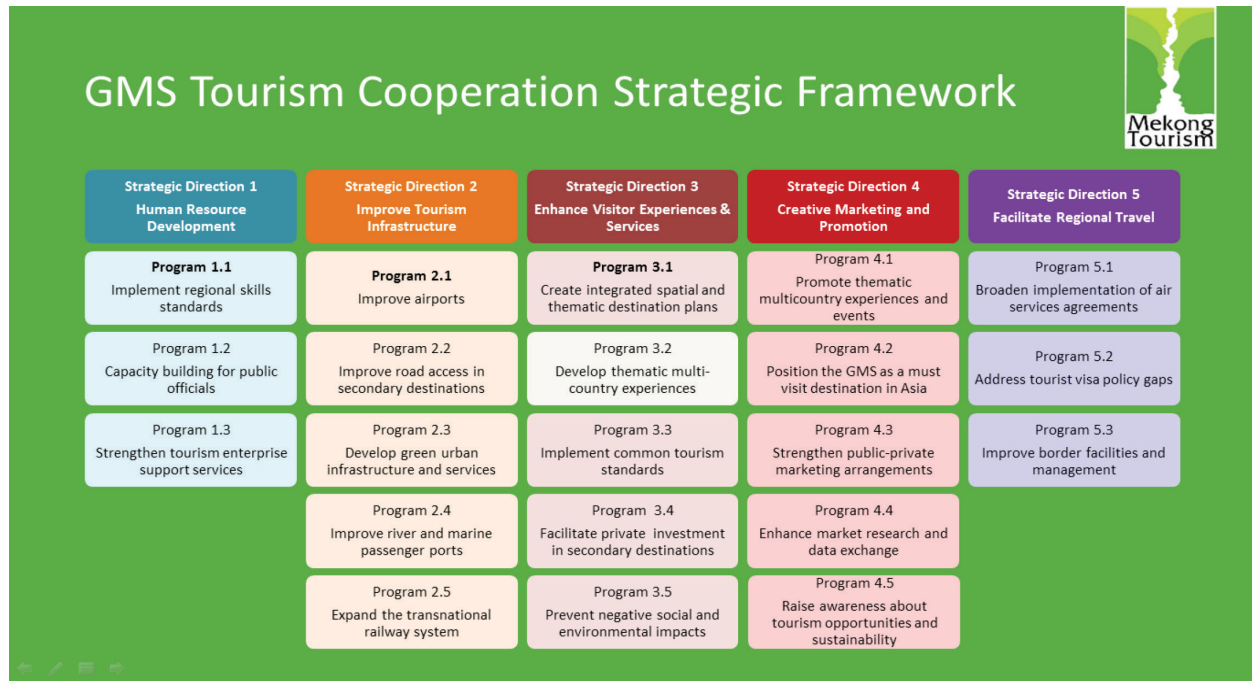 GMS Tourism Cooperation Strategic Framework
Mekong
Tourism
Strategic Direction 1
Human Resource
Development
Program 1.1
Implement regional skills
standards
Program 1.2
Capacity building for public
officials
Program 1.3
Strengthen tourism enterprise
support services
Strategic Direction 2
Improve Tourism
Infrastructure
Program 2.1
Improve airports
Program 2.2
Improve road access in
secondary destinations
Program 2.3
Develop green urban
infrastructure and services
Program 2.4
Improve river and marine
passenger ports
Program 2.5
Expand the transnational
railway system
Strategic Direction 3
Enhance Visitor Experiences &
Services
Program 3.1
Create integrated spatial and
thematic destination plans
Program 3.2
Develop thematic multi-
country experiences
Program 3.3
Implement common tourism
standards
Program 3.4
Facilitate private investment
in secondary destinations
Program 3.5
Prevent negative social and
environmental impacts
Strategic Direction 4
Creative Marketing and
Promotion
Program 4.1
Promote thematic
multicountry experiences and
events
Program 4.2
Position the GMS as a must
visit destination in Asia
Program 4.3
Strengthen public-private
marketing arrangements
Program 4.4
Enhance market research and
data exchange
Program 4.5
Raise awareness about
tourism opportunities and
sustainability
Strategic Direction 5
Facilitate Regional Travel
Program 5.1
Broaden implementation of air
services agreements
Program 5.2
Address tourist visa policy gaps
Program 5.3
Improve border facilities and
management